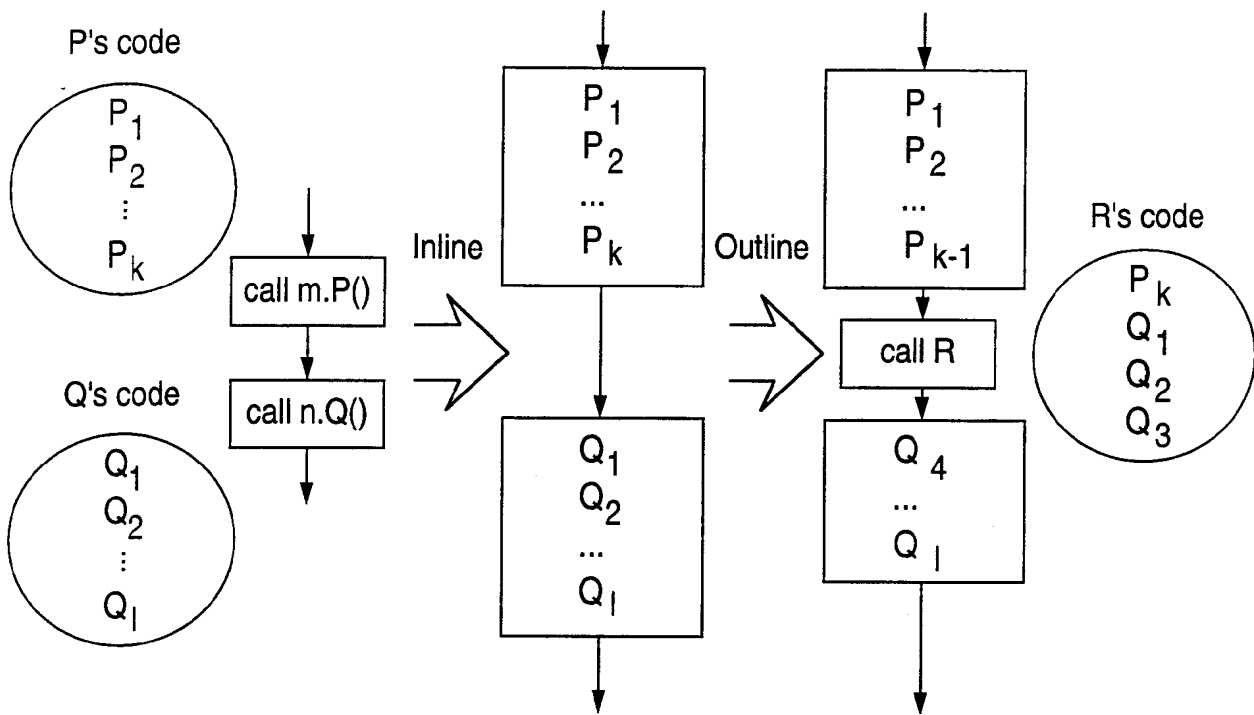 P's code
P1
P2
...
Pk
call m.P()
call n.Q()
Q's code
Q1
Q2
...
Ql
Inline
P1
P2
...
Pk
Q1
Q2
...
Ql
Outline
P1
P2
...
Pk-1
call R
Q4
...
Ql
R's code
Pk
Q1
Q2
Q3